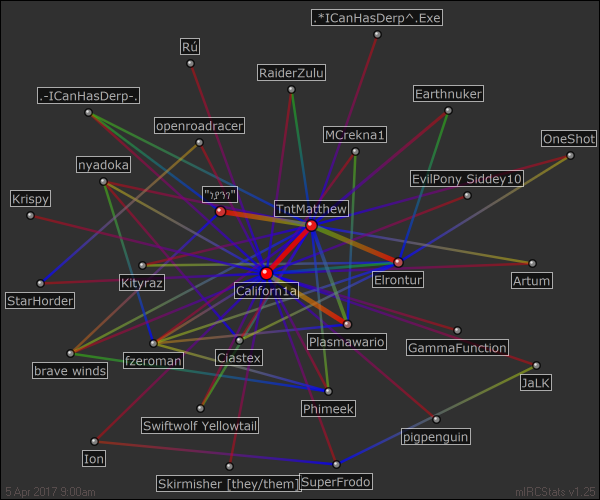 .*ICanHasDerp^.Exe
Rú
RaiderZulu
.-ICanHasDerp-.
Earthnuker
openroadracer
MCrekna1
OneShot
nyadoka
EvilPony Siddey10
Krispy
TntMatthew
Kityraz
Elrontur
Artum
StarHorder
Californ1a
Plasmawario
GammaFunction
brave winds
fzeroman
Ciastex
JaLK
Phimeek
Swiftwolf Yellowtail
pigpenguin
Ion
Skirmisher [they/them]
SuperFrodo
5 Apr 2017 9:00am
mIRCStats v1.25